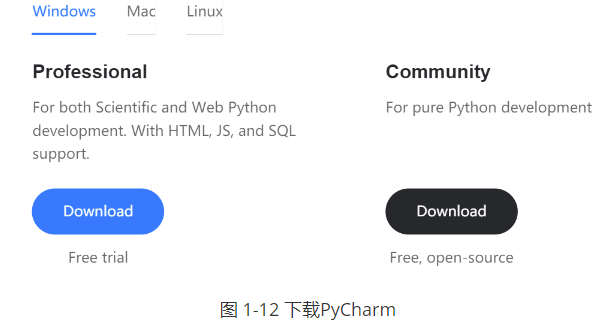 Windows Mac Linux
Professional
For both Scientific and Web Python
development. With HTML, JS, and SQL
support.
Download
Free trial
Community
For pure Python development
Download
Free, open-source
图 1-12 下载PyCharm